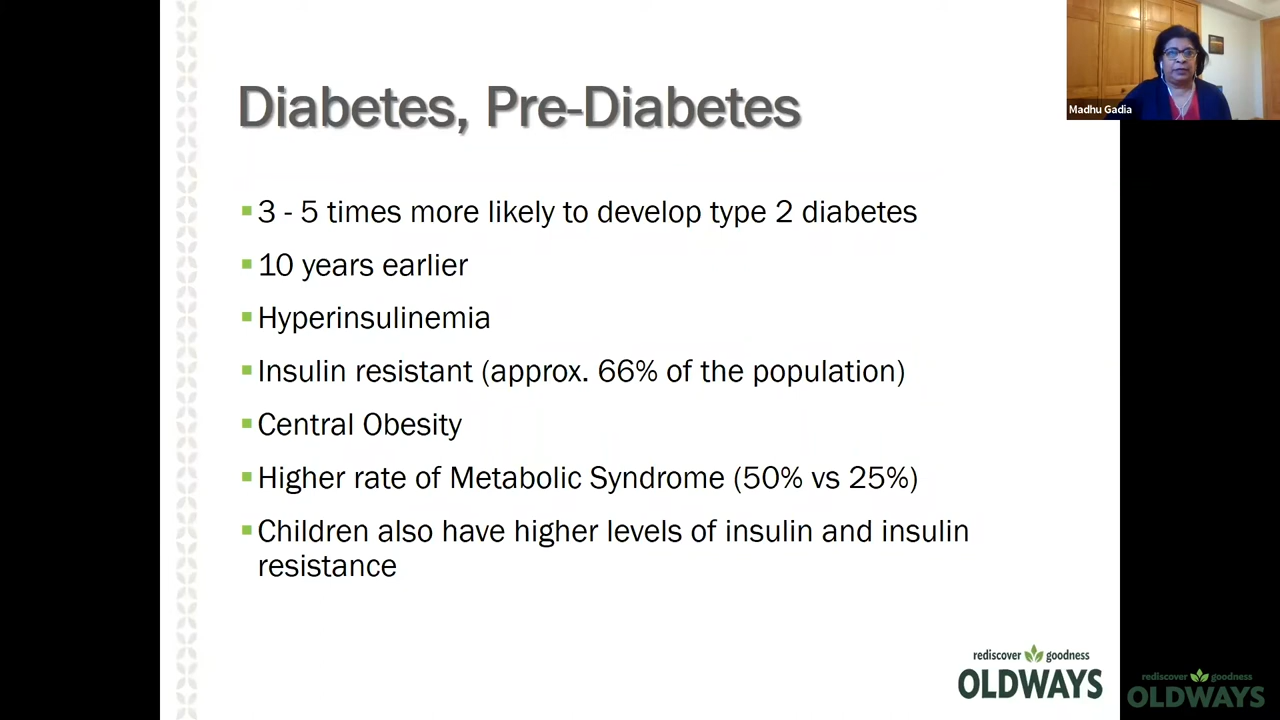 Diabetes, Pre-Diabetes
Madhu Gadia
3 - 5 times more likely to develop type 2 diabetes
10 years earlier
Hyperinsulinemia
Insulin resistant (approx. 66% of the population)
Central Obesity
Higher rate of Metabolic Syndrome (50% vs 25%)
Children also have higher levels of insulin and insulin
resistance
rediscover goodness
OLDWAYS
rediscover goodness
OLDWAYS